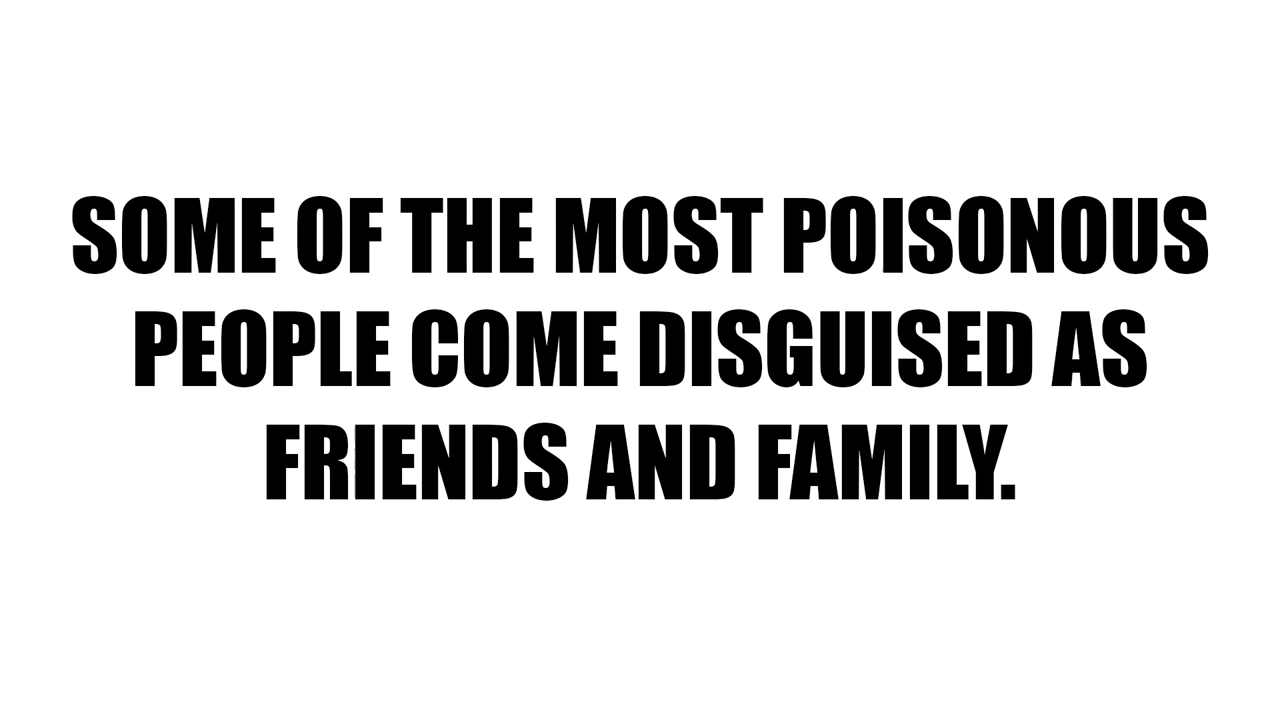 SOME OF THE MOST POISONOUS
PEOPLE COME DISGUISED AS
FRIENDS AND FAMILY.